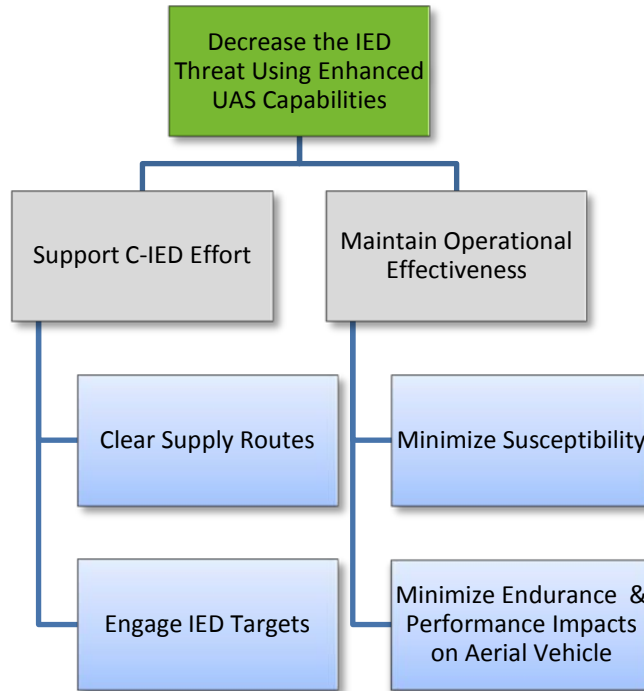 Decrease the IED
Threat Using Enhanced
UAS Capabilities
Support C-IED Effort
Maintain Operational
Effectiveness
Clear Supply Routes
Minimize Susceptibility
Engage IED Targets
Minimize Endurance  &
Performance Impacts
on Aerial Vehicle